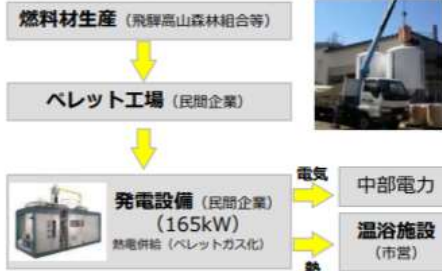 燃料材生産（飛騨高山森林組合等）
ペレット工場（民間企業）
発電設備（民間企業）
（165kW）
熱電併給（ペレットガス化）
電気
中部電力
温浴施設
（市営）
熱